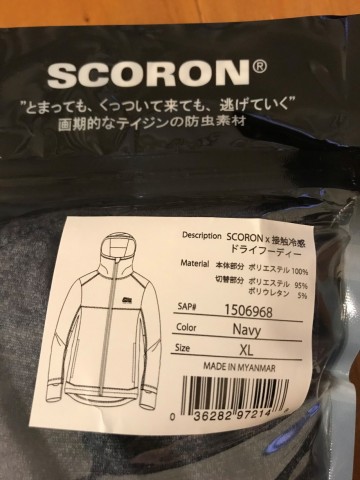 SCORON®
"とまっても、くっついて来ても、逃げていく"
画期的なテイジンの防虫素材
Description SCORON x 接触冷感
ドライフーディー
Material 本体部分 ポリエステル 100%
切替部分 ポリエステル 95%
ポリウレタン 5%
SAP# 1506968
Color Navy
Size XL
MADE IN MYANMAR
0 36282 97214